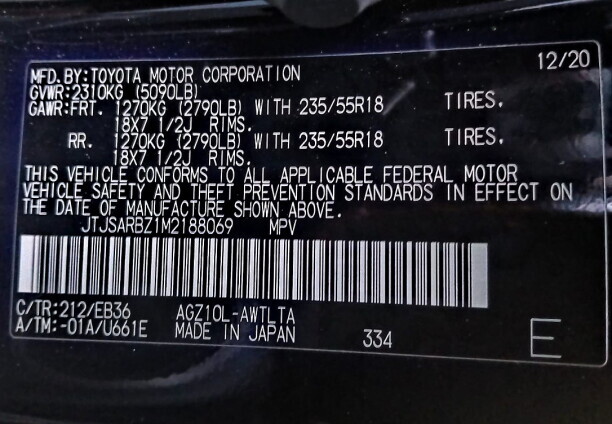 12/20
MFD.BY:TOYOTA MOTOR CORPORATION
GVWR:2310KG (5090LB)
GAWR:FRT. 1270KG (2790LB) WITH 235/55R18 TIRES,
18X7 1/2J RIMS.
RR. 1270KG (2790LB) WITH 235/55R18 TIRES,
18X7 1/2J RIMS.
THIS VEHICLE CONFORMS TO ALL APPLICABLE FEDERAL MOTOR
VEHICLE SAFETY AND THEFT PREVENTION STANDARDS IN EFFECT ON
THE DATE OF MANUFACTURE SHOWN ABOVE.
JTJSARBZ1M2188069 MPV
C/TR:212/EB36 AGZ10L-AWTLTA
A/TM:-01A/U661E MADE IN JAPAN 334 E